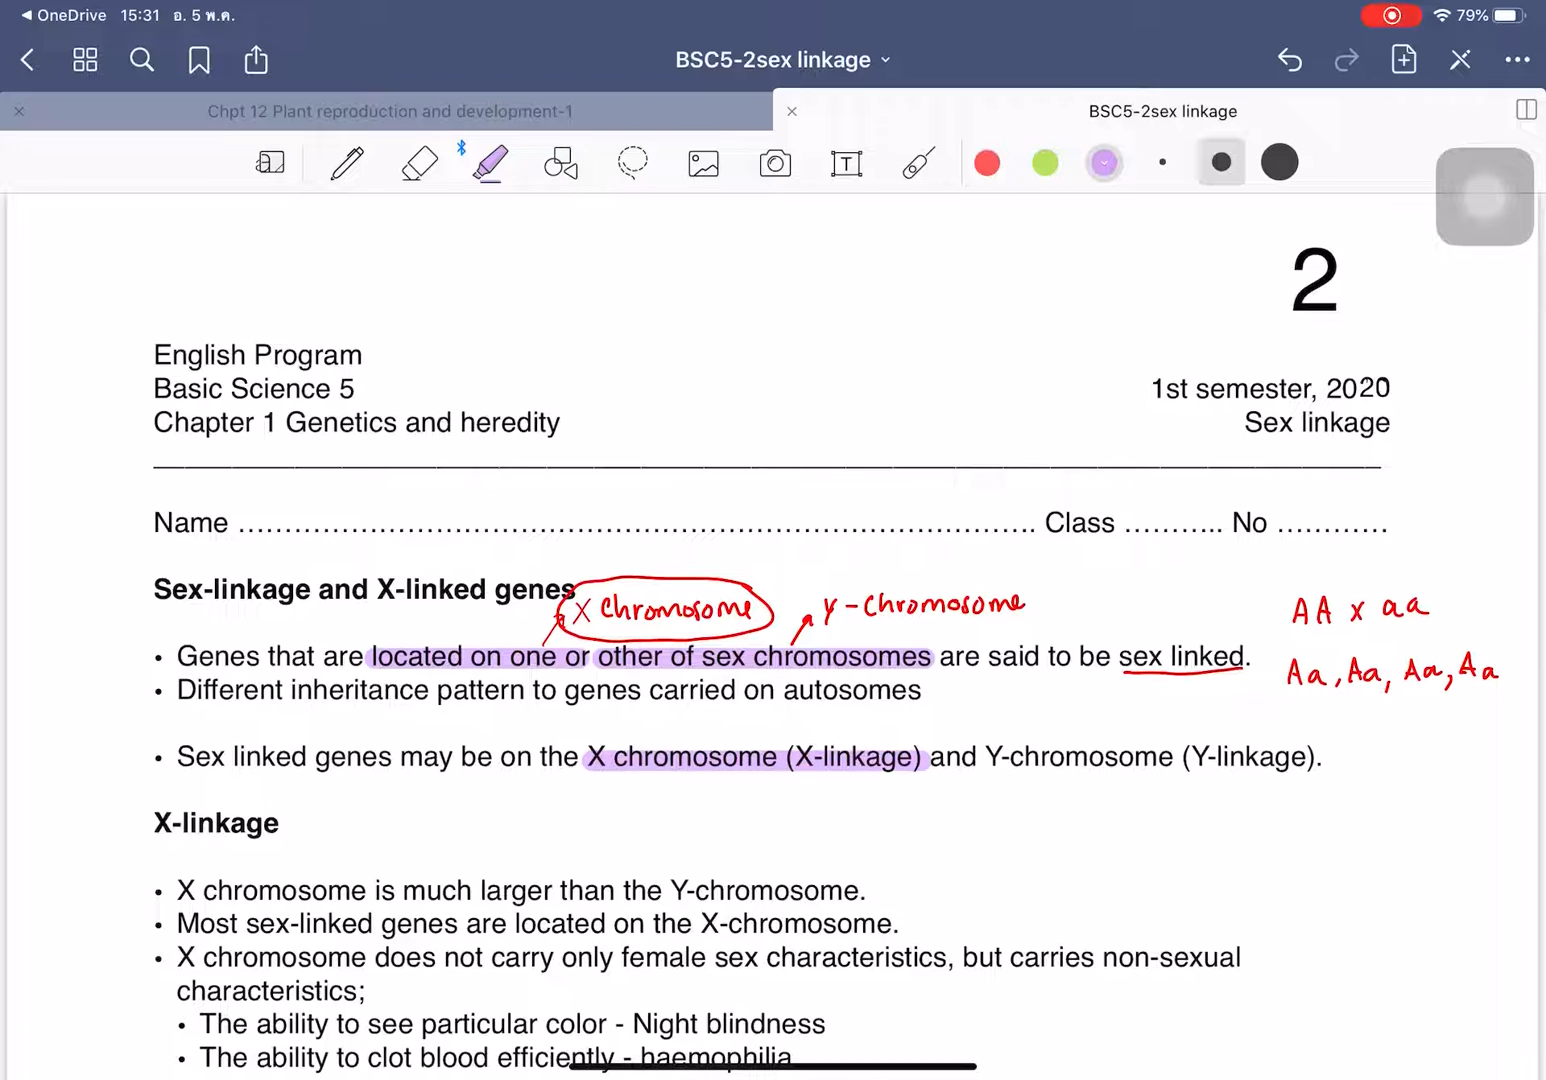 OneDrive 15:31 อ. 5 พ.ค. 79%
BSC5-2sex linkage
Chpt 12 Plant reproduction and development-1
BSC5-2sex linkage
2
English Program
Basic Science 5
1st semester, 2020
Chapter 1 Genetics and heredity
Sex linkage
Name ………………………………………………………………………. Class ……….. No …………
Sex-linkage and X-linked genes
X chromosome
Y-chromosome
AA x aa
• Genes that are located on one or other of sex chromosomes are said to be sex linked.
Aa, Aa, Aa, Aa
• Different inheritance pattern to genes carried on autosomes
• Sex linked genes may be on the X chromosome (X-linkage) and Y-chromosome (Y-linkage).
X-linkage
• X chromosome is much larger than the Y-chromosome.
• Most sex-linked genes are located on the X-chromosome.
• X chromosome does not carry only female sex characteristics, but carries non-sexual
characteristics;
• The ability to see particular color - Night blindness
• The ability to clot blood efficiently - haemophilia